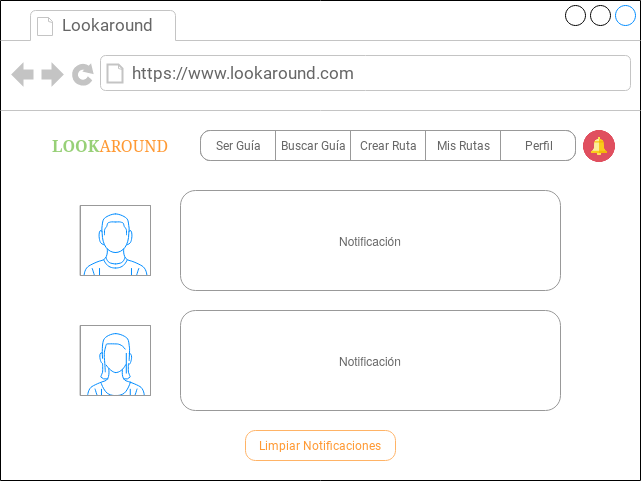 Lookaround
https://www.lookaround.com
LOOKAROUND
Ser Guía
Buscar Guía
Crear Ruta
Mis Rutas
Perfil
Notificación
Notificación
Limpiar Notificaciones